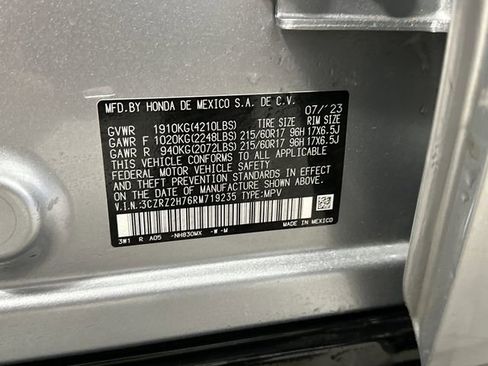 MFD.BY HONDA DE MEXICO S.A. DE C.V. 07/'23
GVWR 1910KG(4210LBS) TIRE SIZE RIM SIZE
GAWR F 1020KG(2248LBS) 215/60R17 96H 17X6.5J
GAWR R 940KG(2072LBS) 215/60R17 96H 17X6.5J
THIS VEHICLE CONFORMS TO ALL APPLICABLE
FEDERAL MOTOR VEHICLE SAFETY
AND THEFT PREVENTION STANDARDS IN EFFECT
ON THE DATE OF MANUFACTURE SHOWN ABOVE.
V.I.N.:3CZRZ2H76RM719235 TYPE:MPV
3W1 R A05 -NH830MX -W -M MADE IN MEXICO